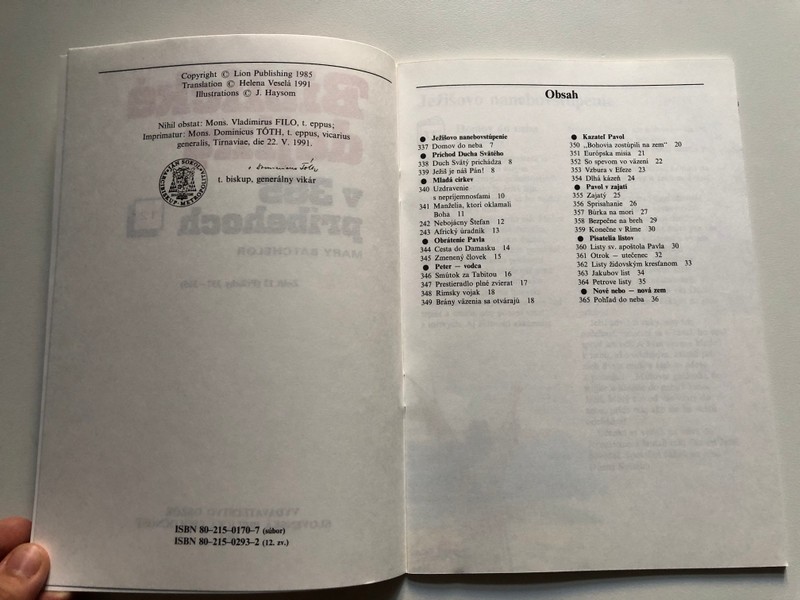 Copyright © Lion Publishing 1985
Translation © Helena Veselá 1991
Illustrations © J. Haysom
Nihil obstat: Mons. Vladimirus FILO, t. eppus;
Imprimatur: Mons. Dominicus TÓTH, t. eppus, vicarius
generalis, Tirnaviae, die 22. V. 1991.
t. biskup, generálny vikár
ISBN 80–215–0170–7 (súbor)
ISBN 80–215–0293–2 (12. zv.)
Obsah
● Ježišovo nanebovstúpenie
337 Domov do neba 7
● Príchod Ducha Svätého
338 Duch Svätý prichádza 8
339 Ježiš je náš Pán! 8
● Mladá cirkev
340 Uzdravenie
s nepríjemnosťami 10
341 Manželia, ktorí oklamali
Boha 11
242 Nebojácny Štefan 12
243 Africký úradník 13
● Obrátenie Pavla
344 Cesta do Damasku 14
345 Zmenený človek 15
● Peter — vodca
346 Smútok za Tabitou 16
347 Prestieradlo plné zvierat 17
348 Rímsky vojak 18
349 Brány väzenia sa otvárajú 18
● Kazateľ Pavol
350 „Bohovia zostúpili na zem“ 20
351 Európska misia 21
352 So spevom vo väzení 22
353 Vzbura v Efeze 23
354 Dlhá kázeň 24
● Pavol v zajatí
355 Zajatý 25
356 Sprisahanie 26
357 Búrka na mori 27
358 Bezpečne na breh 29
359 Konečne v Ríme 30
● Pisatelia listov
360 Listy sv. apoštola Pavla 30
361 Otrok — utečenec 32
362 Listy židovským kresťanom 33
363 Jakubov list 34
364 Petrove listy 35
● Nové nebo — nová zem
365 Pohľad do neba 36